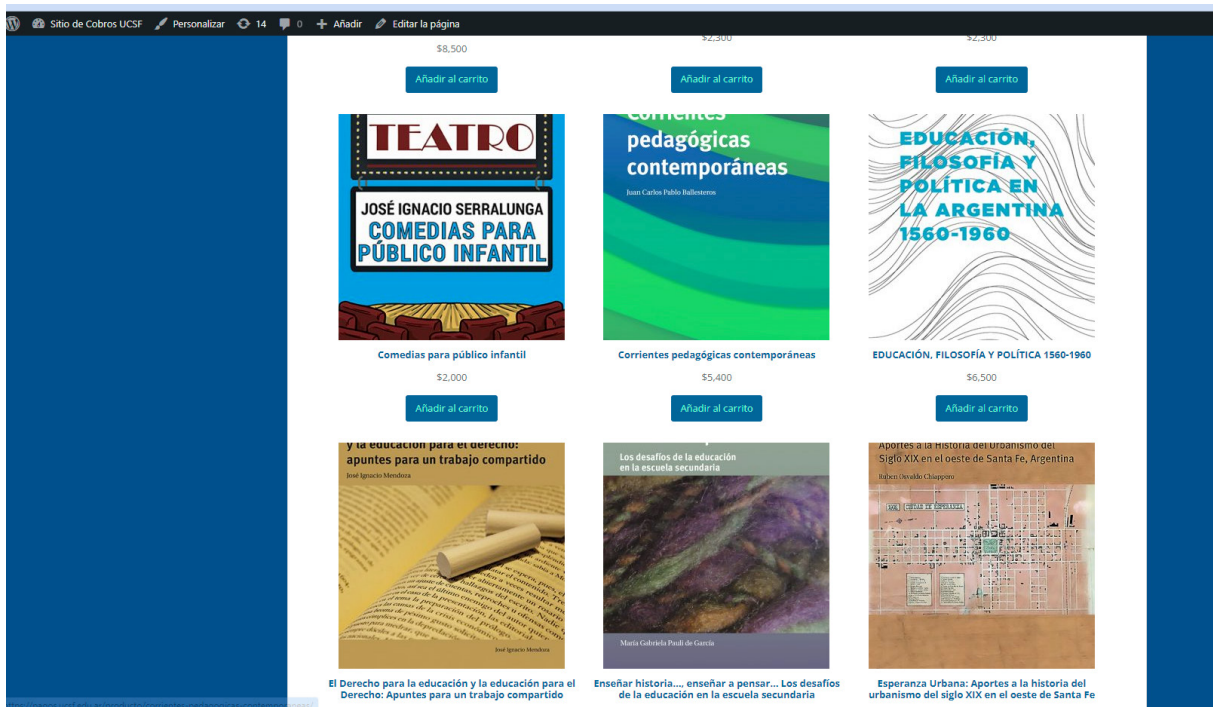 Sitio de Cobros UCSF Personalizar 14 0 Añadir Editar la página
$8,500 $2,300 $2,300
Añadir al carrito Añadir al carrito Añadir al carrito
TEATRO
JOSÉ IGNACIO SERRALUNGA
COMEDIAS PARA
PÚBLICO INFANTIL
Corrientes
pedagógicas
contemporáneas
Juan Carlos Pablo Ballesteros
EDUCACIÓN,
FILOSOFÍA Y
POLÍTICA EN
LA ARGENTINA
1560-1960
Comedias para público infantil
Corrientes pedagógicas contemporáneas
EDUCACIÓN, FILOSOFÍA Y POLÍTICA 1560-1960
$2,000 $5,400 $6,500
Añadir al carrito Añadir al carrito Añadir al carrito
y la educación para el derecho:
apuntes para un trabajo compartido
José Ignacio Mendoza
José Ignacio Mendoza
Los desafíos de la educación
en la escuela secundaria
María Gabriela Pauli de García
Aportes a la Historia del Urbanismo del
Siglo XIX en el oeste de Santa Fe, Argentina
Rubén Osvaldo Chiappero
El Derecho para la educación y la educación para el
Derecho: Apuntes para un trabajo compartido
Enseñar historia..., enseñar a pensar... Los desafíos
de la educación en la escuela secundaria
Esperanza Urbana: Aportes a la historia del
urbanismo del siglo XIX en el oeste de Santa Fe